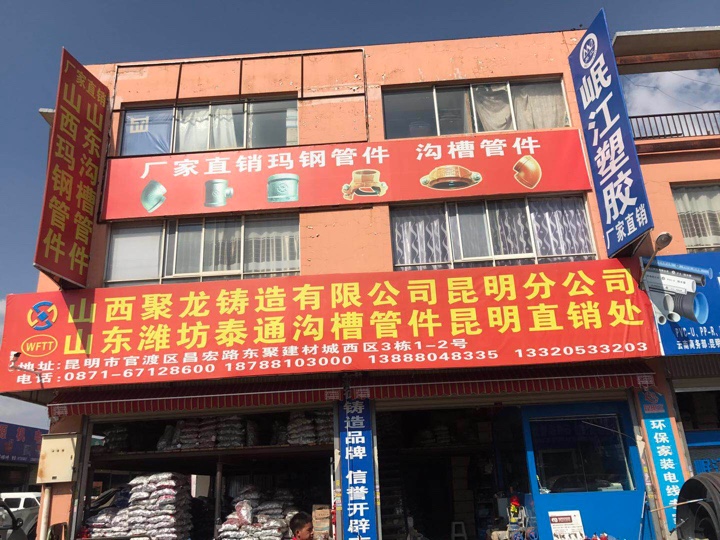 厂家直销
山东沟槽管件
山西玛钢管件
厂家直销玛钢管件 沟槽管件
岷江塑胶
厂家直销
山西聚龙铸造有限公司昆明分公司
山东潍坊泰通沟槽管件昆明直销处
WFTT
地址:昆明市官渡区昌宏路东聚建材城西区3栋1-2号
电话:0871-67128600 18788103000 13888048335 13320533203
PVC-U、PP-R、
铸造品牌 信誉开辟
环保家装电线